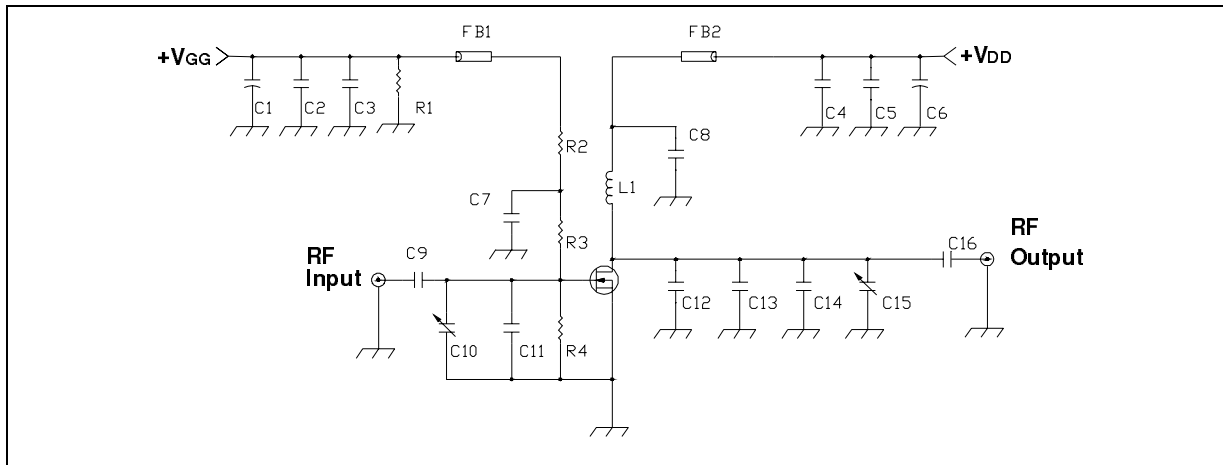 FB1
FB2
+VGG
+VDD
C1
C2
C3
R1
C4
C5
C6
R2
C8
L1
C7
R3
RF
Input
C9
C16
RF
Output
C12
C13
C14
C15
C10
C11
R4